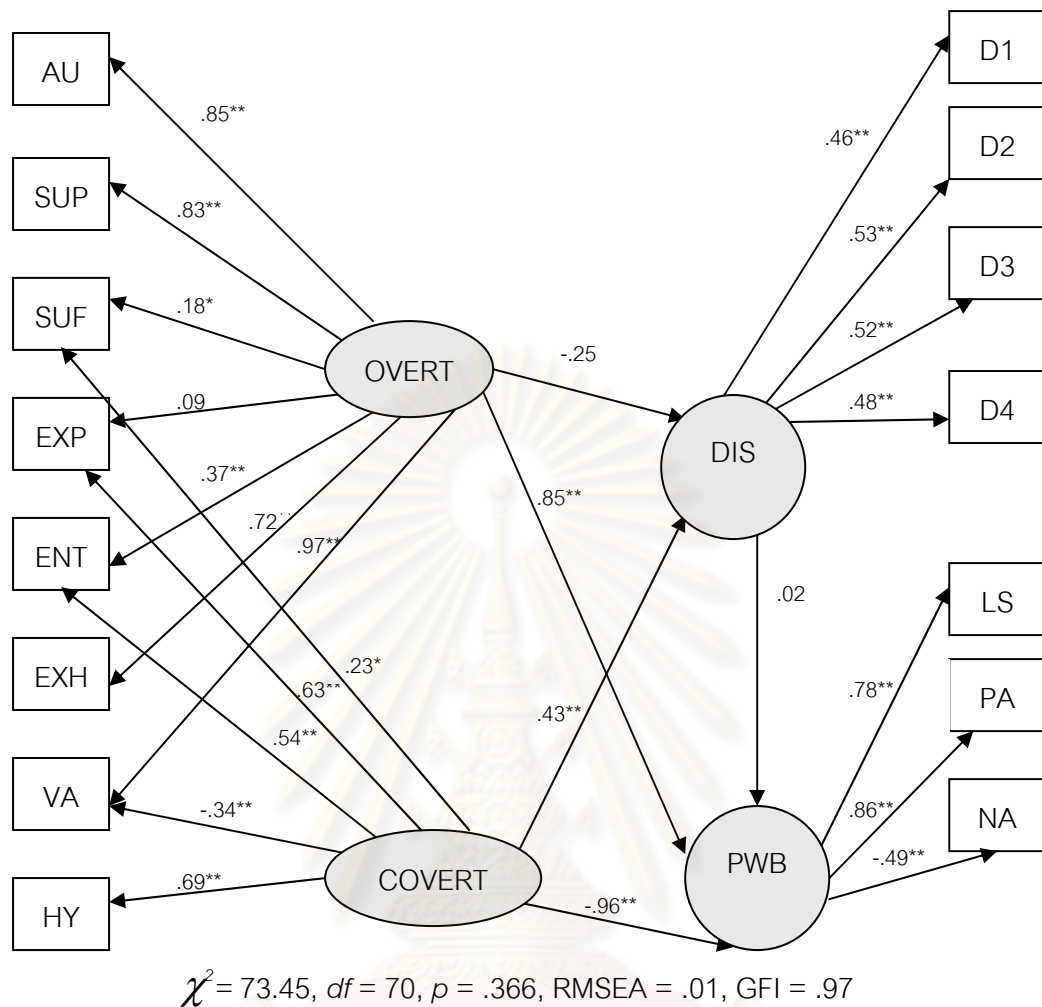 AU
SUP
SUF
EXP
ENT
EXH
VA
HY
OVERT
COVERT
DIS
PWB
D1
D2
D3
D4
LS
PA
NA
.85**
.83**
.18*
.09
.37**
.72**
.97**
.23*
.63**
.54**
-.34**
.69**
-.25
.85**
.43**
-.96**
.02
.46**
.53**
.52**
.48**
.78**
.86**
-.49**
χ² = 73.45, df = 70, p = .366, RMSEA = .01, GFI = .97